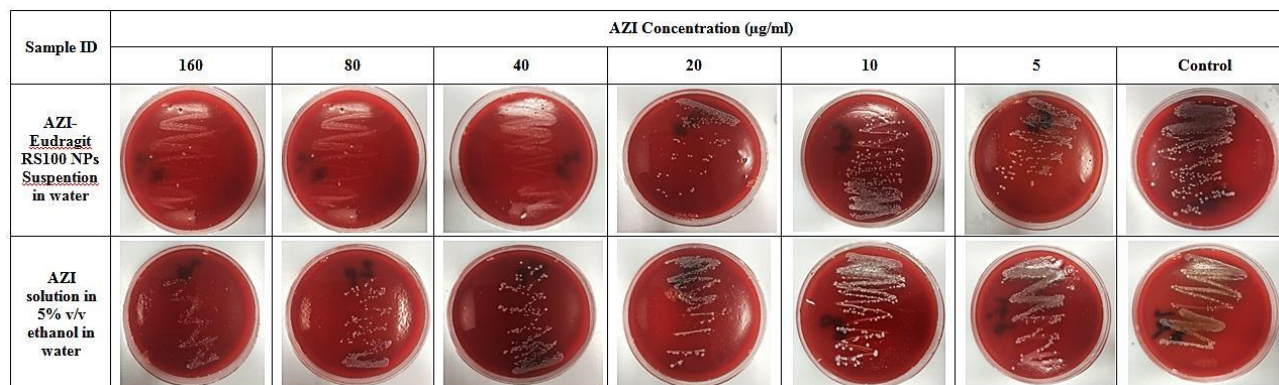 Sample ID
AZI Concentration (µg/ml)
160
80
40
20
10
5
Control
AZI-
Eudragit
RS100 NPs
Suspention
in water
AZI
solution in
5% v/v
ethanol in
water